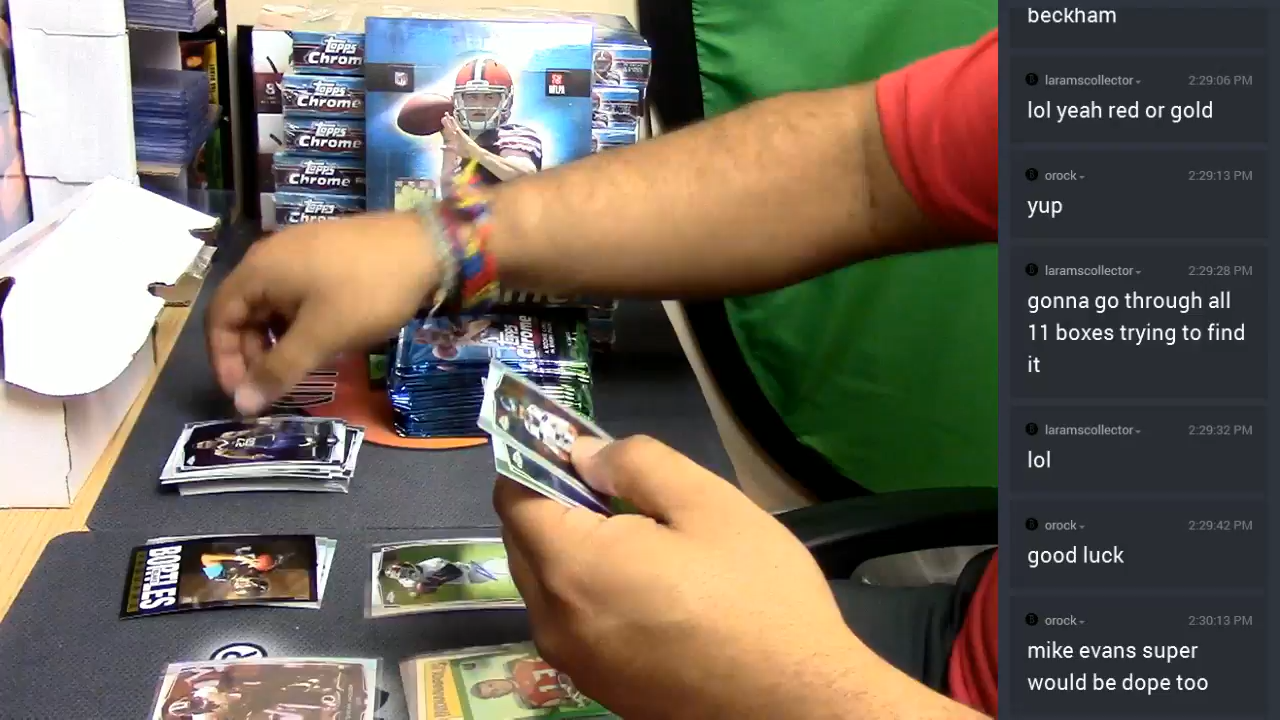 Topps
Chrome
Topps
Chrome
Topps
Chrome
Topps
Chrome
Topps
Chrome
Topps
Chrome
BORTLES
beckham
laramscollector 2:29:06 PM
lol yeah red or gold
orock 2:29:13 PM
yup
laramscollector 2:29:28 PM
gonna go through all
11 boxes trying to find
it
laramscollector 2:29:32 PM
lol
orock 2:29:42 PM
good luck
orock 2:30:13 PM
mike evans super
would be dope too